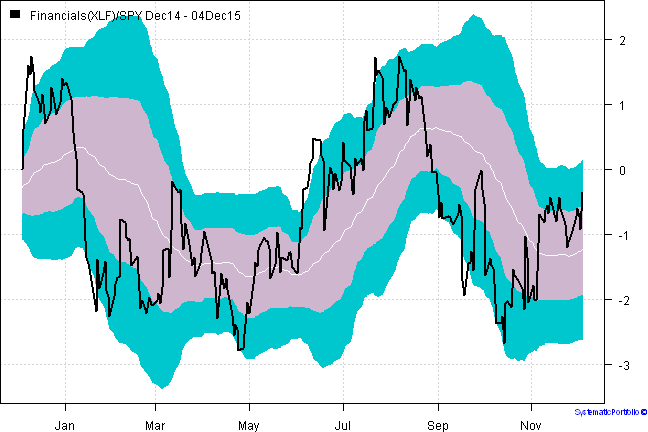 Financials(XLF)/SPY Dec14 - 04Dec15
2
1
0
-1
-2
-3
Jan Mar May Jul Sep Nov
SystematicPortfolio ©